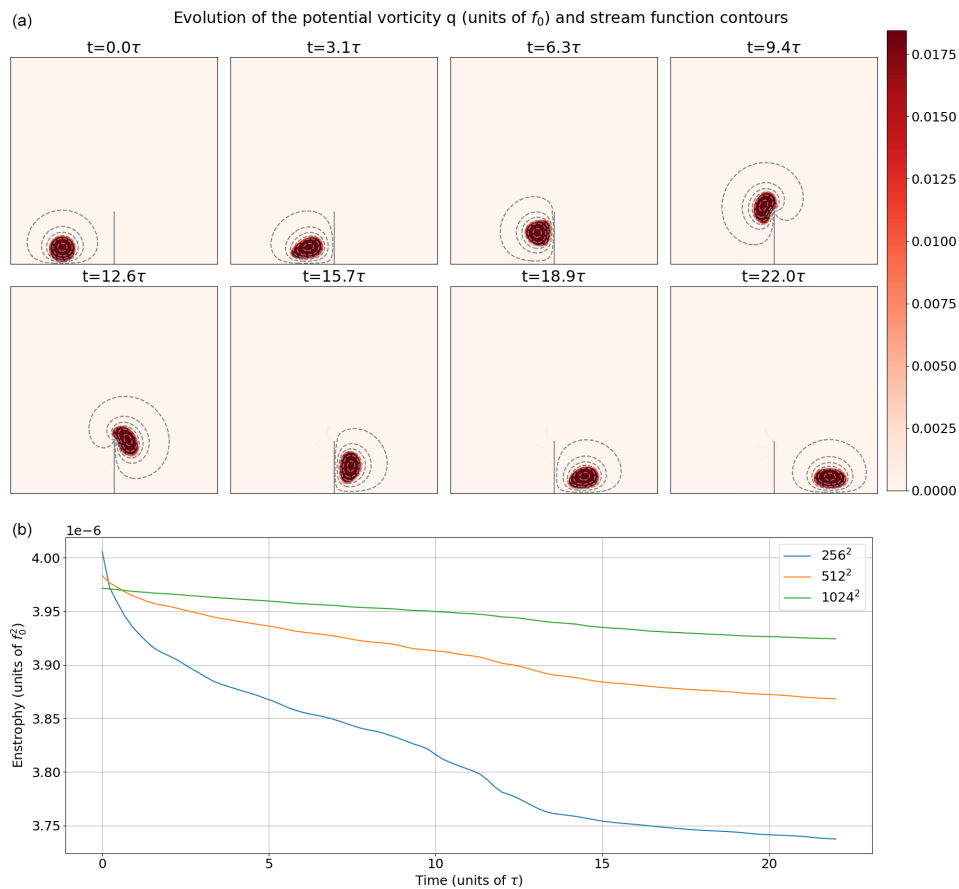 (a)
Evolution of the potential vorticity q (units of f₀) and stream function contours
t=0.0τ
t=3.1τ
t=6.3τ
t=9.4τ
t=12.6τ
t=15.7τ
t=18.9τ
t=22.0τ
0.0175
0.0150
0.0125
0.0100
0.0075
0.0050
0.0025
0.0000
(b)
1e−6
4.00
3.95
3.90
3.85
3.80
3.75
Enstrophy (units of f₀²)
256²
512²
1024²
0
5
10
15
20
Time (units of τ)